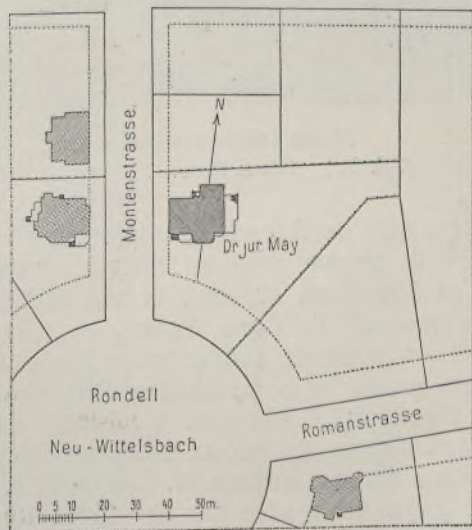 N
Montenstrasse.
Dr jur. May
Rondell
Neu-Wittelsbach
Romanstrasse
0 5 10 20 30 40 50m.